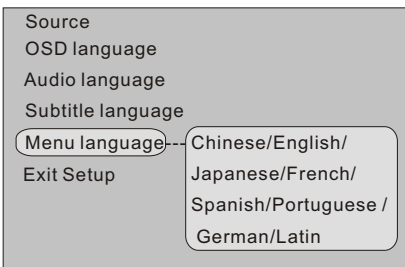 Source
OSD language
Audio language
Subtitle language
Menu language --- Chinese/English/
Japanese/French/
Exit Setup
Spanish/Portuguese /
German/Latin